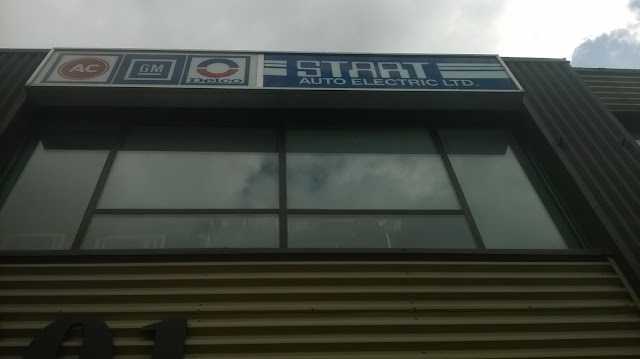 AC GM Delco START
AUTO ELECTRIC LTD.